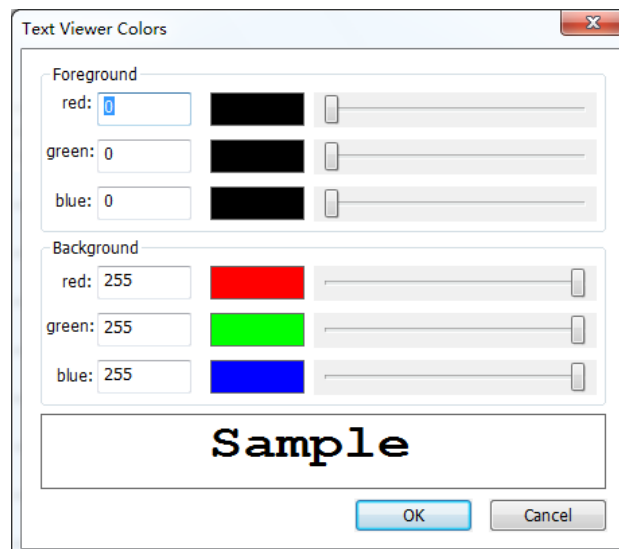 Text Viewer Colors
Foreground
red: 0
green: 0
blue: 0
Background
red: 255
green: 255
blue: 255
Sample
OK Cancel